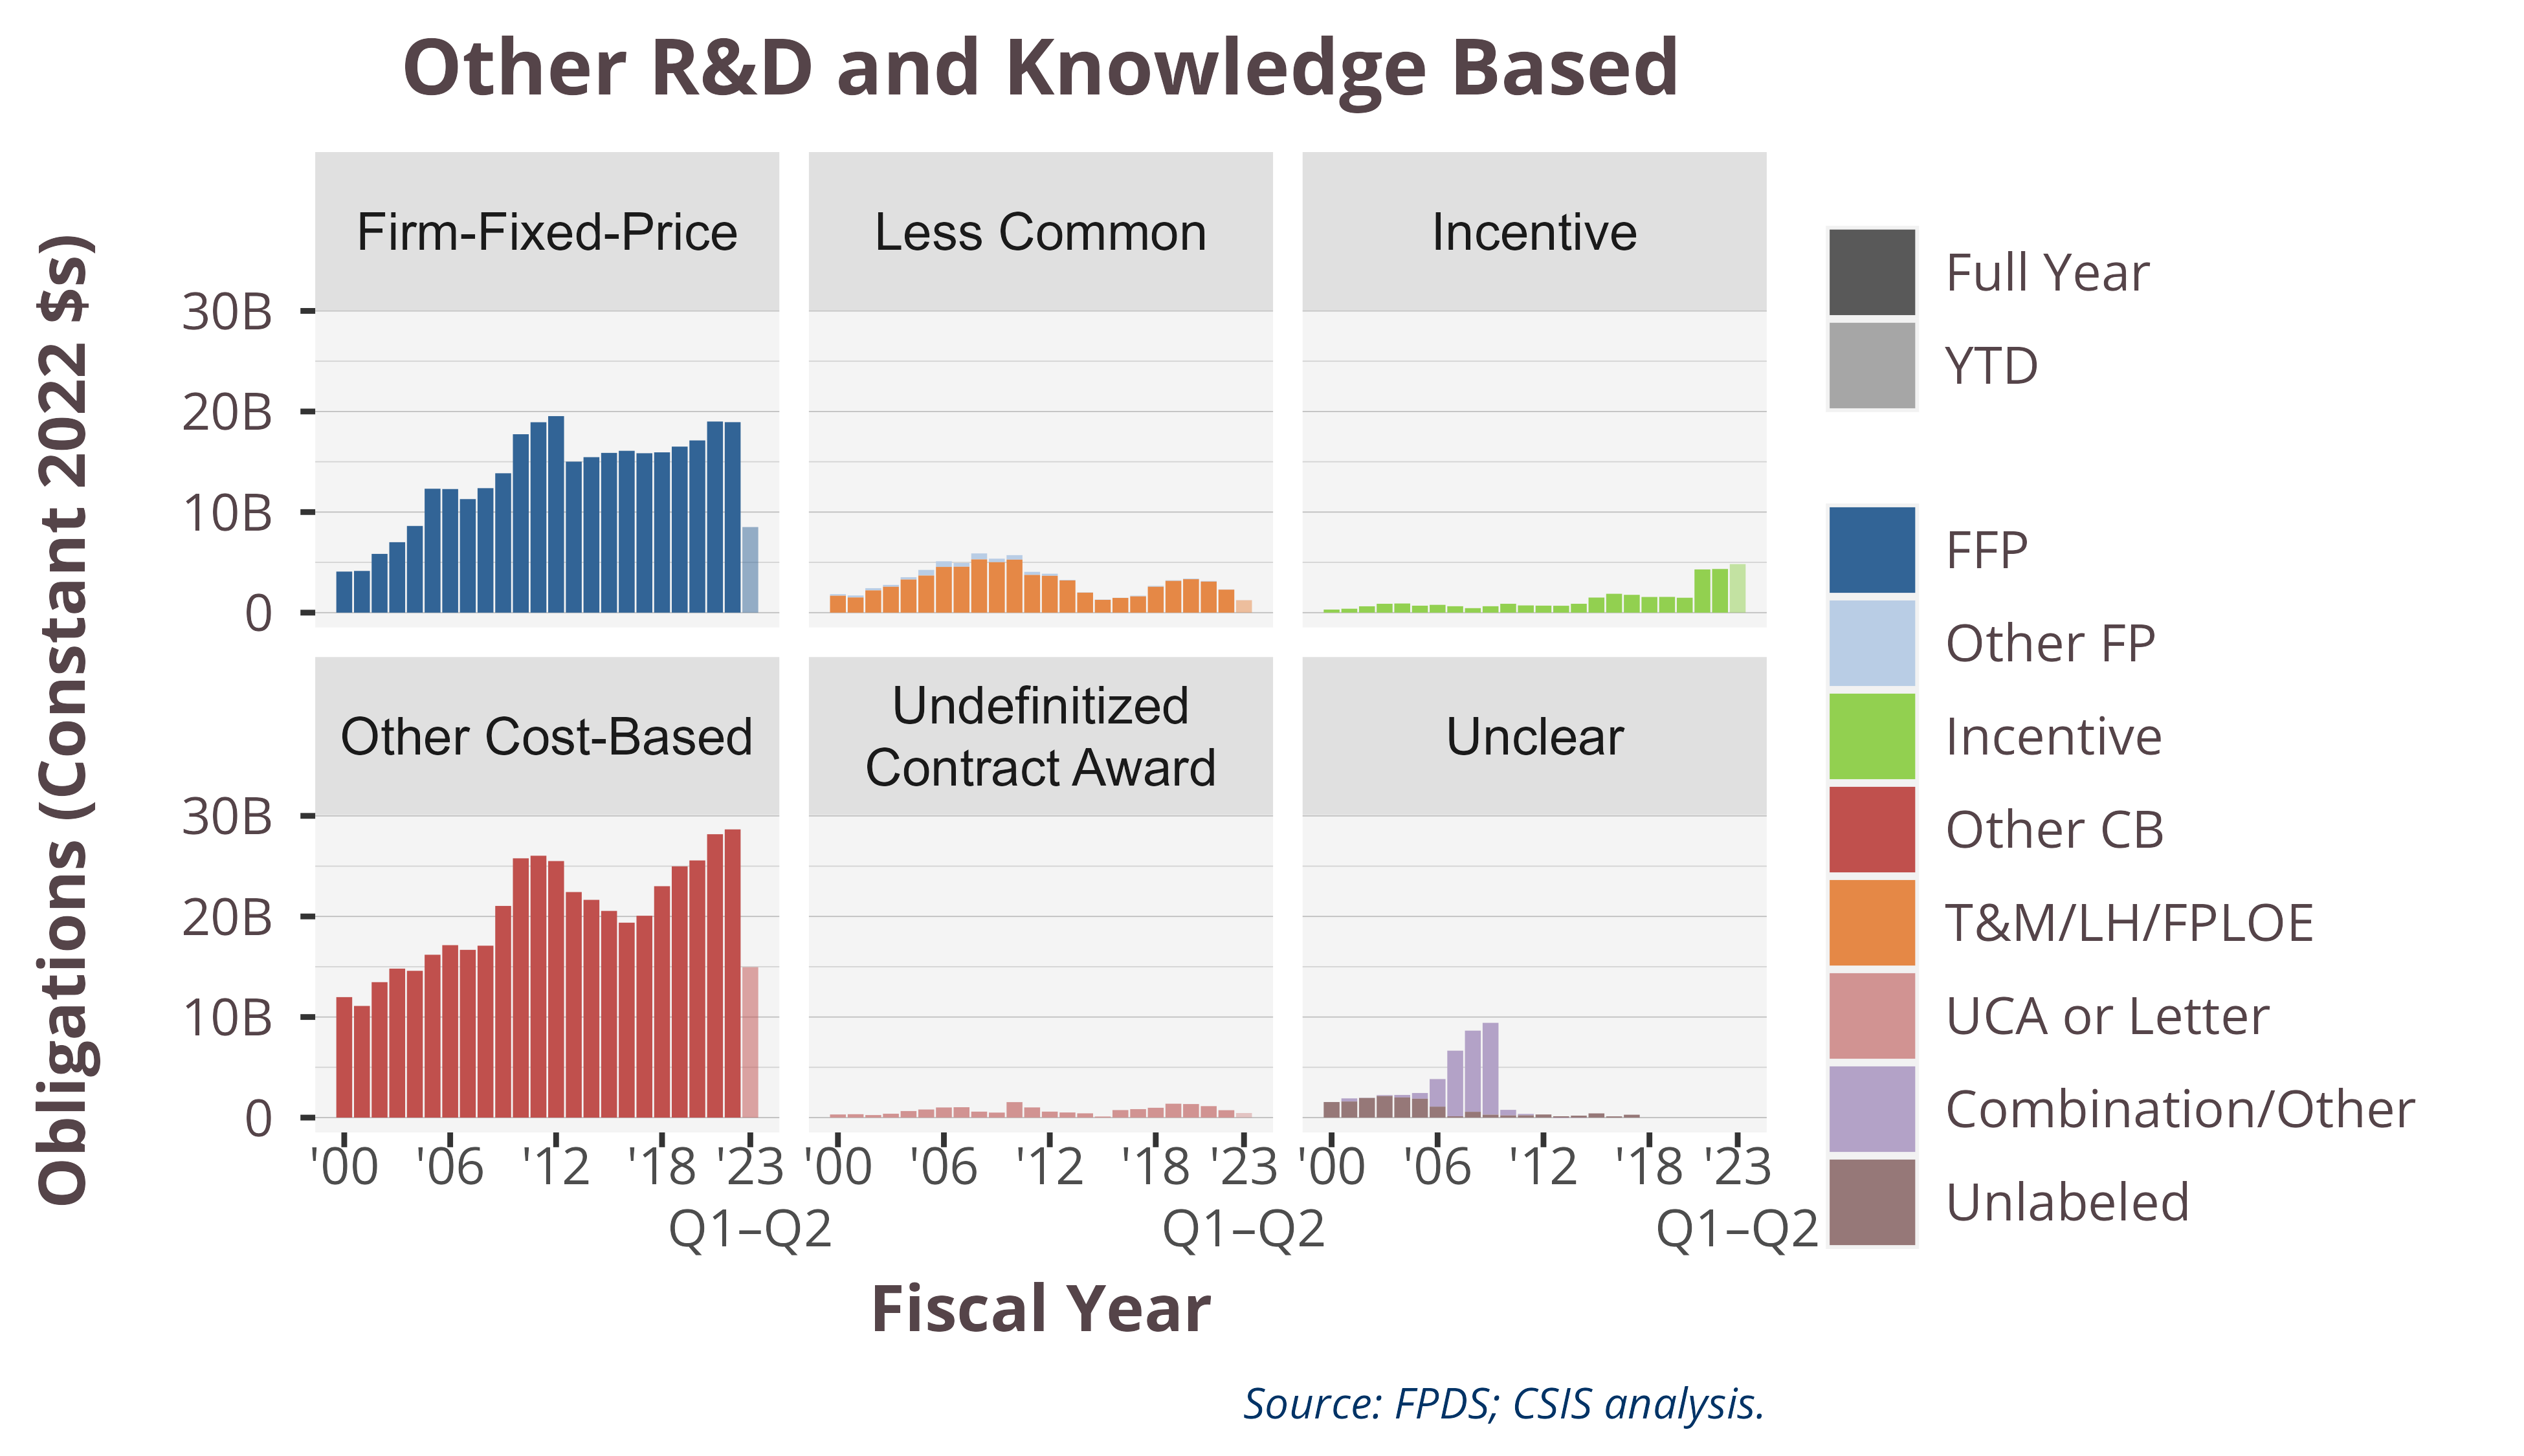 Other R&D and Knowledge Based
Obligations (Constant 2022 $s)
Firm-Fixed-Price
Less Common
Incentive
30B
20B
10B
0
Other Cost-Based
Undefinitized
Contract Award
Unclear
30B
20B
10B
0
'00 '06 '12 '18 '23
Q1–Q2
'00 '06 '12 '18 '23
Q1–Q2
'00 '06 '12 '18 '23
Q1–Q2
Fiscal Year
Full Year
YTD
FFP
Other FP
Incentive
Other CB
T&M/LH/FPLOE
UCA or Letter
Combination/Other
Unlabeled
Source: FPDS; CSIS analysis.